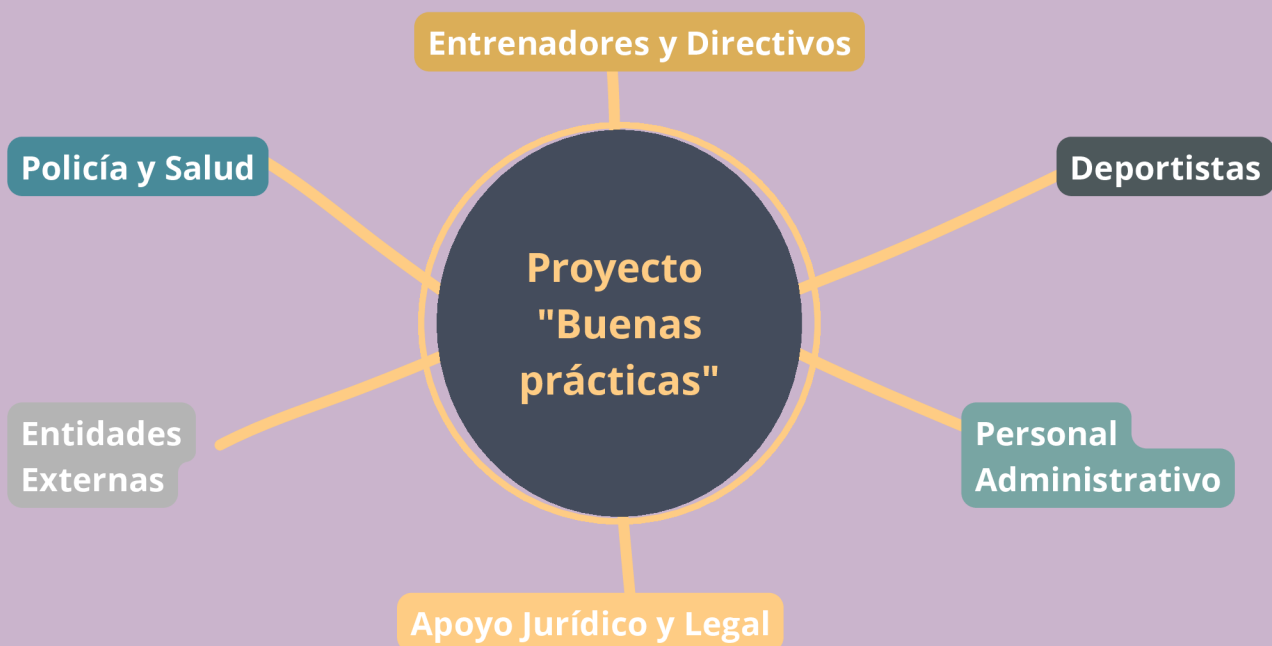 Entrenadores y Directivos
Policía y Salud
Deportistas
Proyecto
"Buenas
prácticas"
Entidades
Externas
Personal
Administrativo
Apoyo Jurídico y Legal